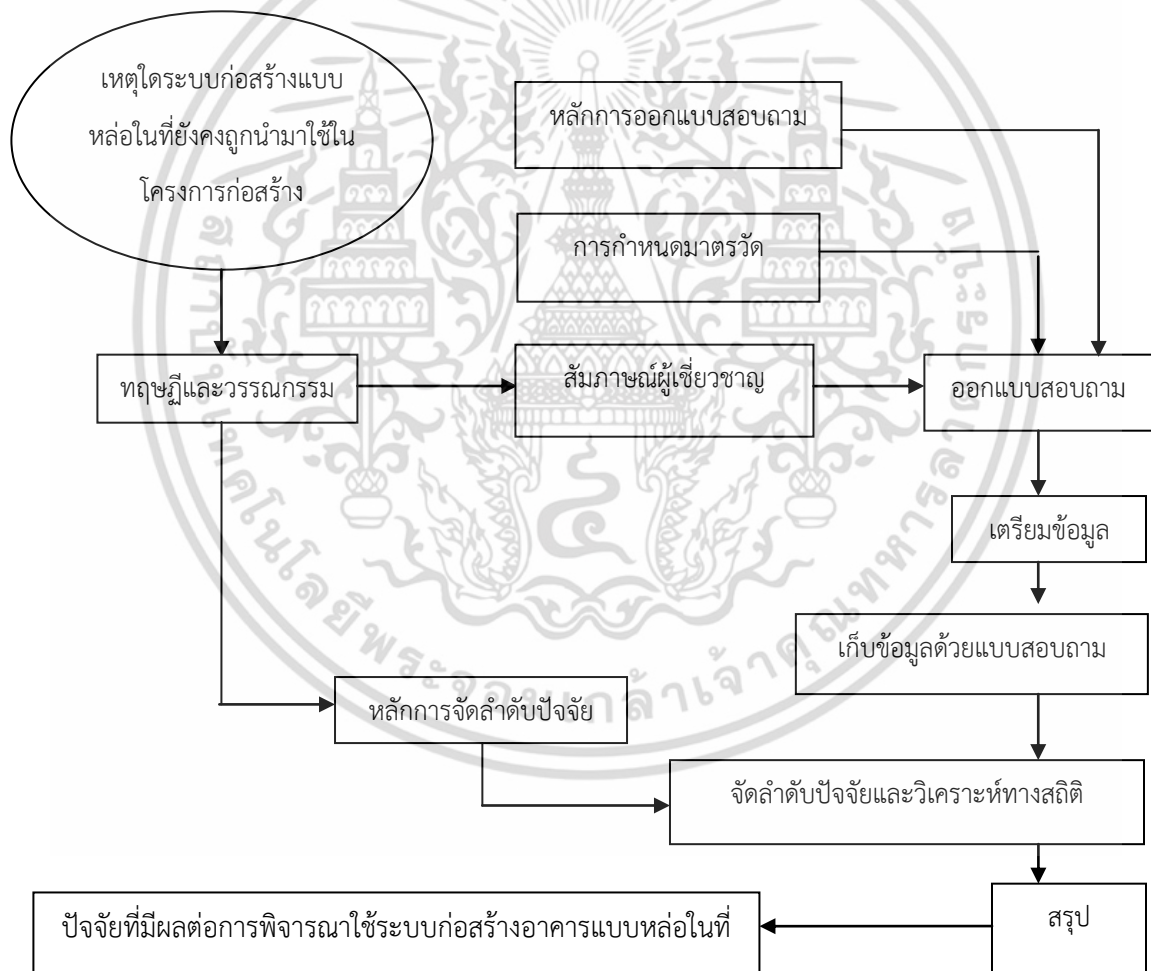 เหตุใดระบบก่อสร้างแบบ
หล่อในที่ยังคงถูกนำมาใช้ใน
โครงการก่อสร้าง
หลักการออกแบบสอบถาม
การกำหนดมาตรวัด
ทฤษฏีและวรรณกรรม
สัมภาษณ์ผู้เชี่ยวชาญ
ออกแบบสอบถาม
เตรียมข้อมูล
เก็บข้อมูลด้วยแบบสอบถาม
หลักการจัดลำดับปัจจัย
จัดลำดับปัจจัยและวิเคราะห์ทางสถิติ
สรุป
ปัจจัยที่มีผลต่อการพิจารณาใช้ระบบก่อสร้างอาคารแบบหล่อในที่